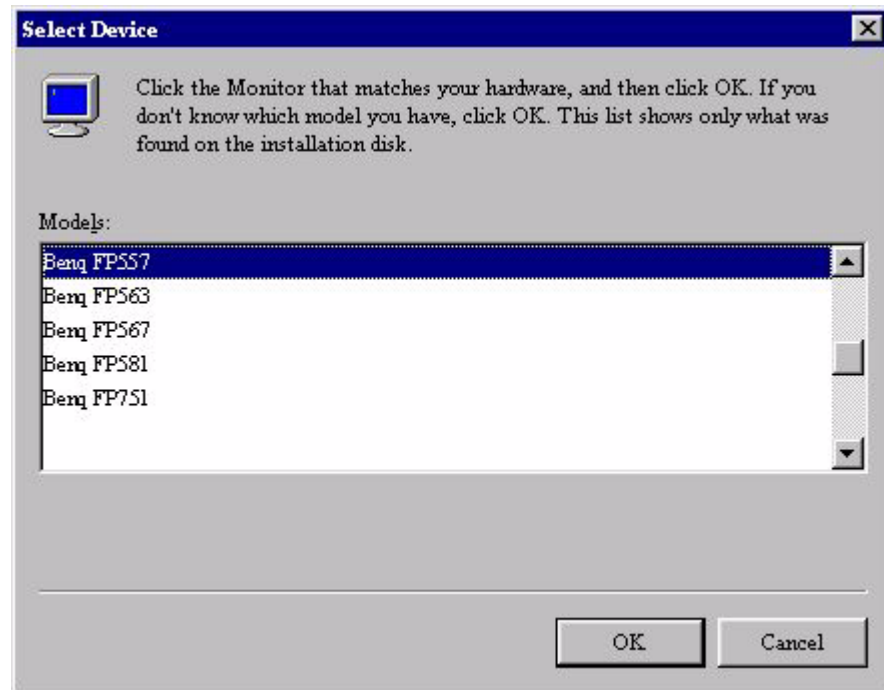 Select Device
Click the Monitor that matches your hardware, and then click OK. If you
don't know which model you have, click OK. This list shows only what was
found on the installation disk.
Models:
Benq FP557
Benq FP563
Benq FP567
Benq FP581
Benq FP751
OK
Cancel